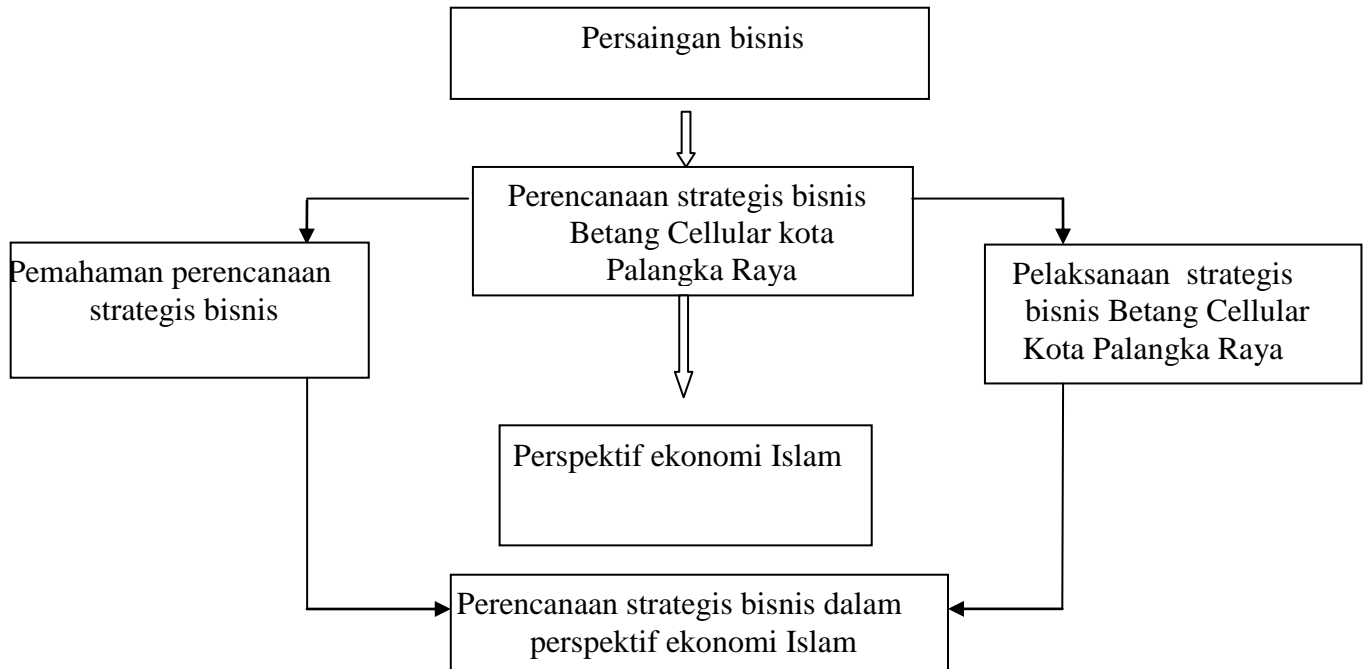 Persaingan bisnis
Perencanaan strategis bisnis
Betang Cellular kota
Palangka Raya
Pemahaman perencanaan
strategis bisnis
Pelaksanaan strategis
bisnis Betang Cellular
Kota Palangka Raya
Perspektif ekonomi Islam
Perencanaan strategis bisnis dalam
perspektif ekonomi Islam